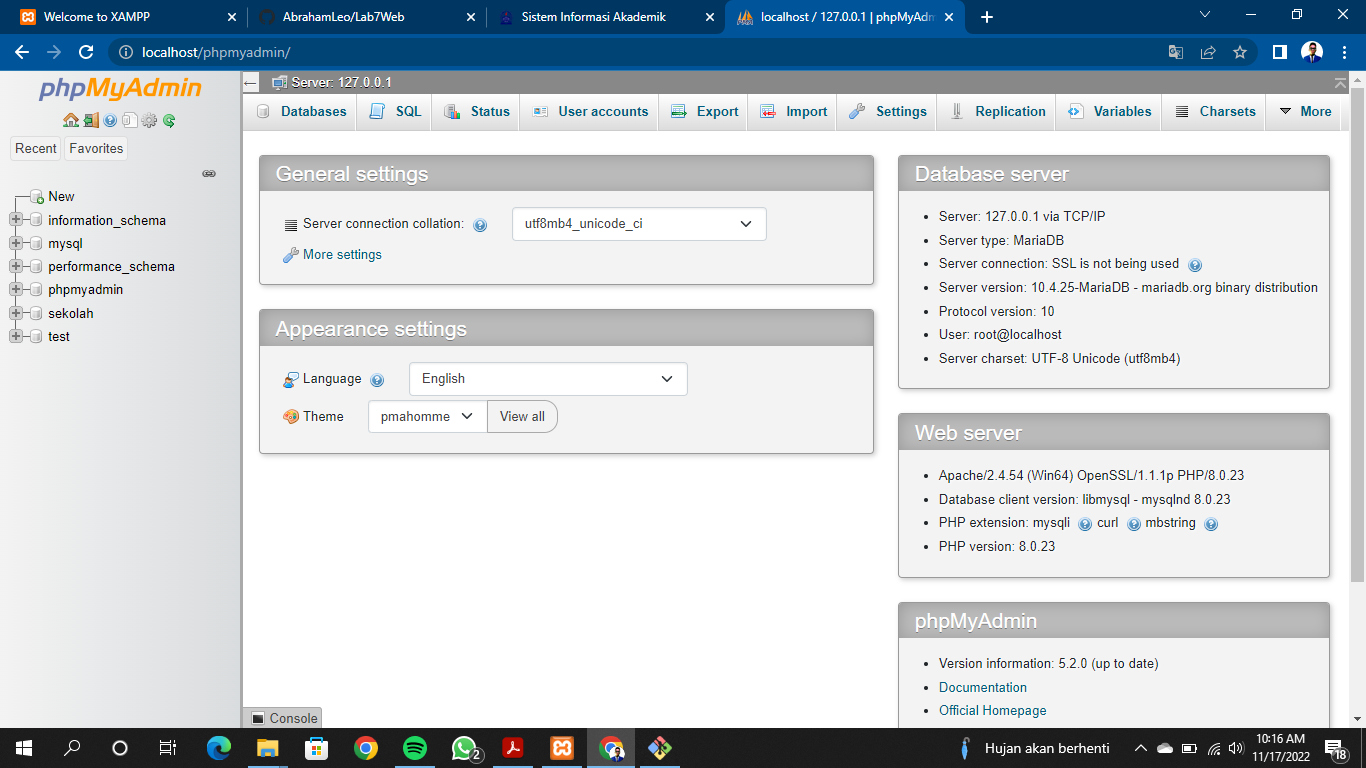 Welcome to XAMPP
AbrahamLeo/Lab7Web
Sistem Informasi Akademik
localhost / 127.0.0.1 | phpMyAdm
localhost/phpmyadmin/
phpMyAdmin
Recent
Favorites
New
information_schema
mysql
performance_schema
phpmyadmin
sekolah
test
Server: 127.0.0.1
Databases
SQL
Status
User accounts
Export
Import
Settings
Replication
Variables
Charsets
More
General settings
Server connection collation:
utf8mb4_unicode_ci
More settings
Appearance settings
Language
English
Theme
pmahomme
View all
Database server
Server: 127.0.0.1 via TCP/IP
Server type: MariaDB
Server connection: SSL is not being used
Server version: 10.4.25-MariaDB - mariadb.org binary distribution
Protocol version: 10
User: root@localhost
Server charset: UTF-8 Unicode (utf8mb4)
Web server
Apache/2.4.54 (Win64) OpenSSL/1.1.1p PHP/8.0.23
Database client version: libmysql - mysqlnd 8.0.23
PHP extension: mysqli curl mbstring
PHP version: 8.0.23
phpMyAdmin
Version information: 5.2.0 (up to date)
Documentation
Official Homepage
Console
2
Hujan akan berhenti
10:16 AM
11/17/2022
18